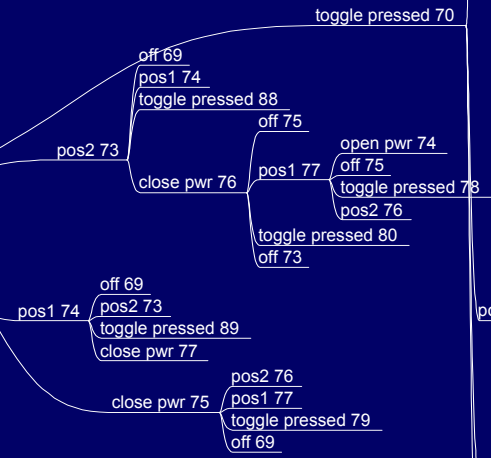 toggle pressed 70
off 69
pos1 74
toggle pressed 88
pos2 73
close pwr 76
off 75
pos1 77
open pwr 74
off 75
toggle pressed 78
pos2 76
toggle pressed 80
off 73
pos1 74
off 69
pos2 73
toggle pressed 89
close pwr 77
close pwr 75
pos2 76
pos1 77
toggle pressed 79
off 69